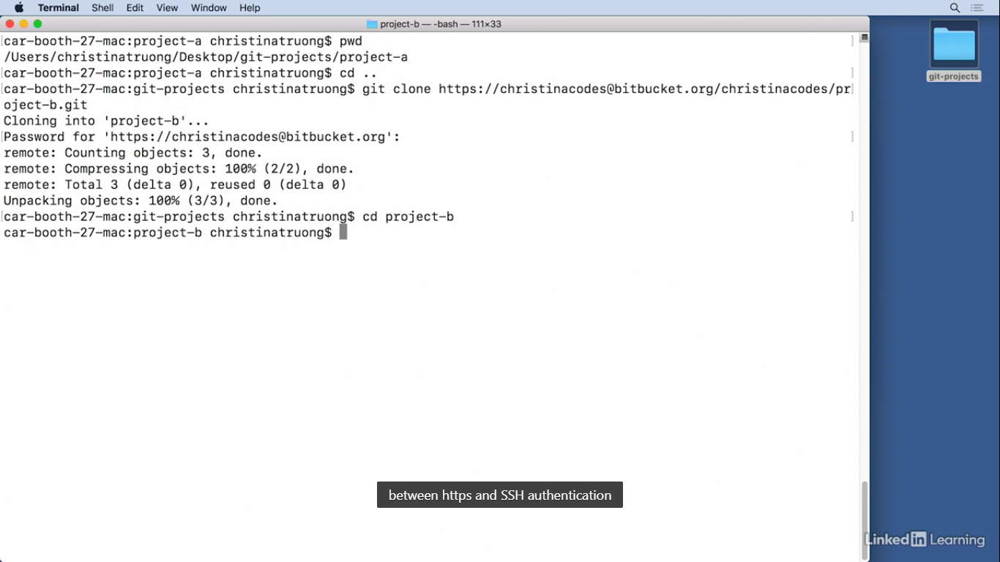 Terminal Shell Edit View Window Help
project-b — -bash — 111×33
[car-booth-27-mac:project-a christinatruong$ pwd ]
/Users/christinatruong/Desktop/git-projects/project-a
[car-booth-27-mac:project-a christinatruong$ cd .. ]
[car-booth-27-mac:git-projects christinatruong$ git clone https://christinacodes@bitbucket.org/christinacodes/pr]
oject-b.git
Cloning into 'project-b'...
[Password for 'https://christinacodes@bitbucket.org': ]
remote: Counting objects: 3, done.
remote: Compressing objects: 100% (2/2), done.
remote: Total 3 (delta 0), reused 0 (delta 0)
Unpacking objects: 100% (3/3), done.
[car-booth-27-mac:git-projects christinatruong$ cd project-b ]
car-booth-27-mac:project-b christinatruong$
git-projects
between https and SSH authentication
Linked in Learning